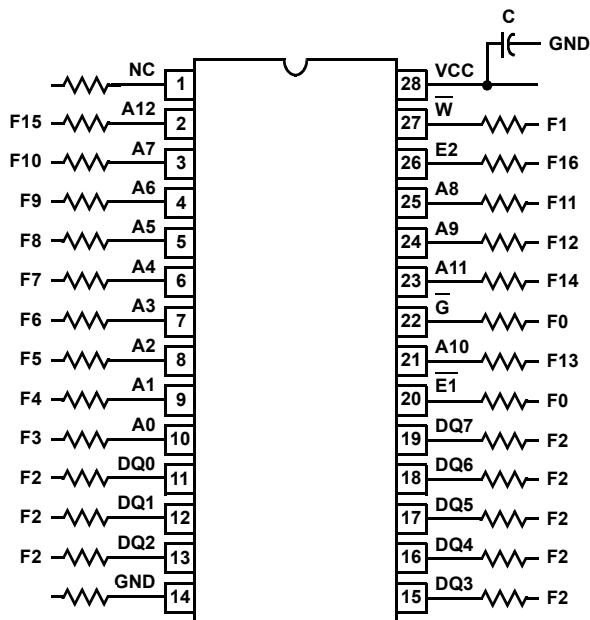 C
GND
NC 1 28 VCC
F15 A12 2 27 W̅ F1
F10 A7 3 26 E2 F16
F9 A6 4 25 A8 F11
F8 A5 5 24 A9 F12
F7 A4 6 23 A11 F14
F6 A3 7 22 G̅ F0
F5 A2 8 21 A10 F13
F4 A1 9 20 E̅1̅ F0
F3 A0 10 19 DQ7 F2
F2 DQ0 11 18 DQ6 F2
F2 DQ1 12 17 DQ5 F2
F2 DQ2 13 16 DQ4 F2
GND 14 15 DQ3 F2